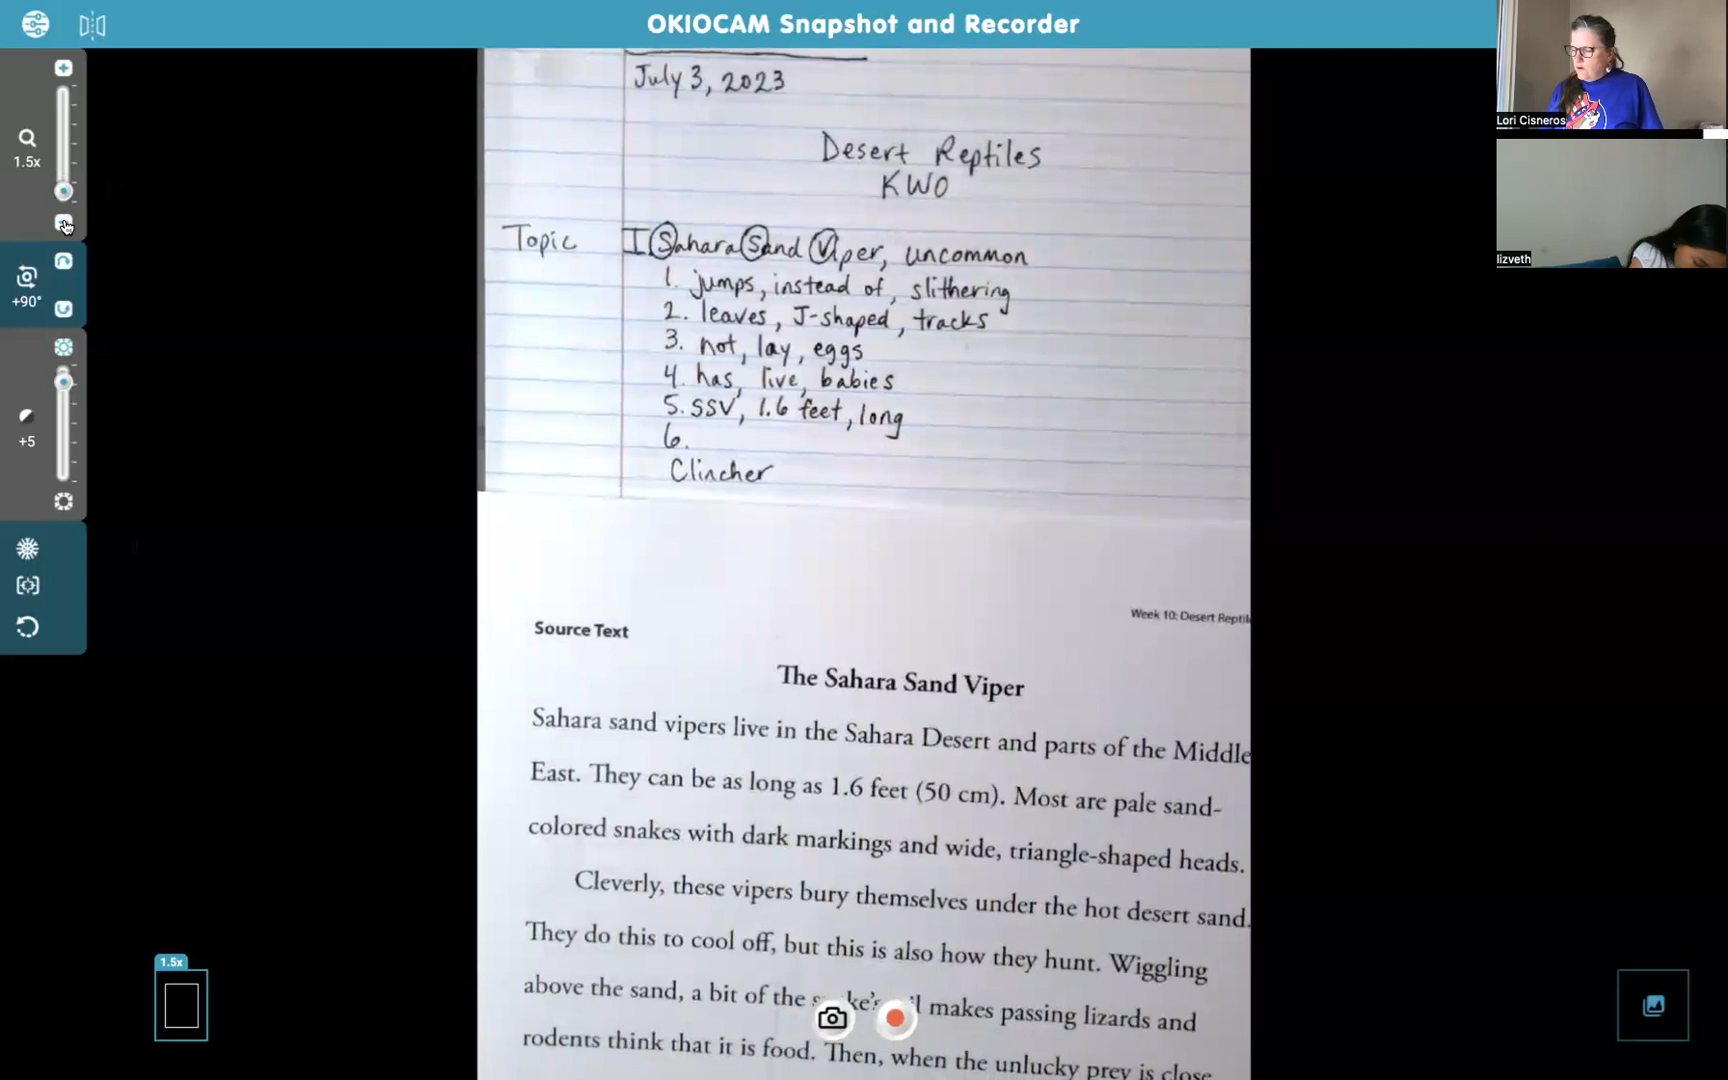 OKIOCAM Snapshot and Recorder
1.5x
+90°
+5
July 3, 2023
Desert Reptiles
KWO
Topic I Sahara Sand Viper, uncommon
1. jumps, instead of, slithering
2. leaves, J-shaped, tracks
3. not, lay, eggs
4. has, live, babies
5. SSV, 1.6 feet, long
6.
Clincher
Week 10: Desert Reptil
Source Text
The Sahara Sand Viper
Sahara sand vipers live in the Sahara Desert and parts of the Middle
East. They can be as long as 1.6 feet (50 cm). Most are pale sand-
colored snakes with dark markings and wide, triangle-shaped heads.
Cleverly, these vipers bury themselves under the hot desert sand.
They do this to cool off, but this is also how they hunt. Wiggling
above the sand, a bit of the makes passing lizards and
rodents think that it is food. Then, when the unlucky prey is close
1.5x
Lori Cisneros
lizveth